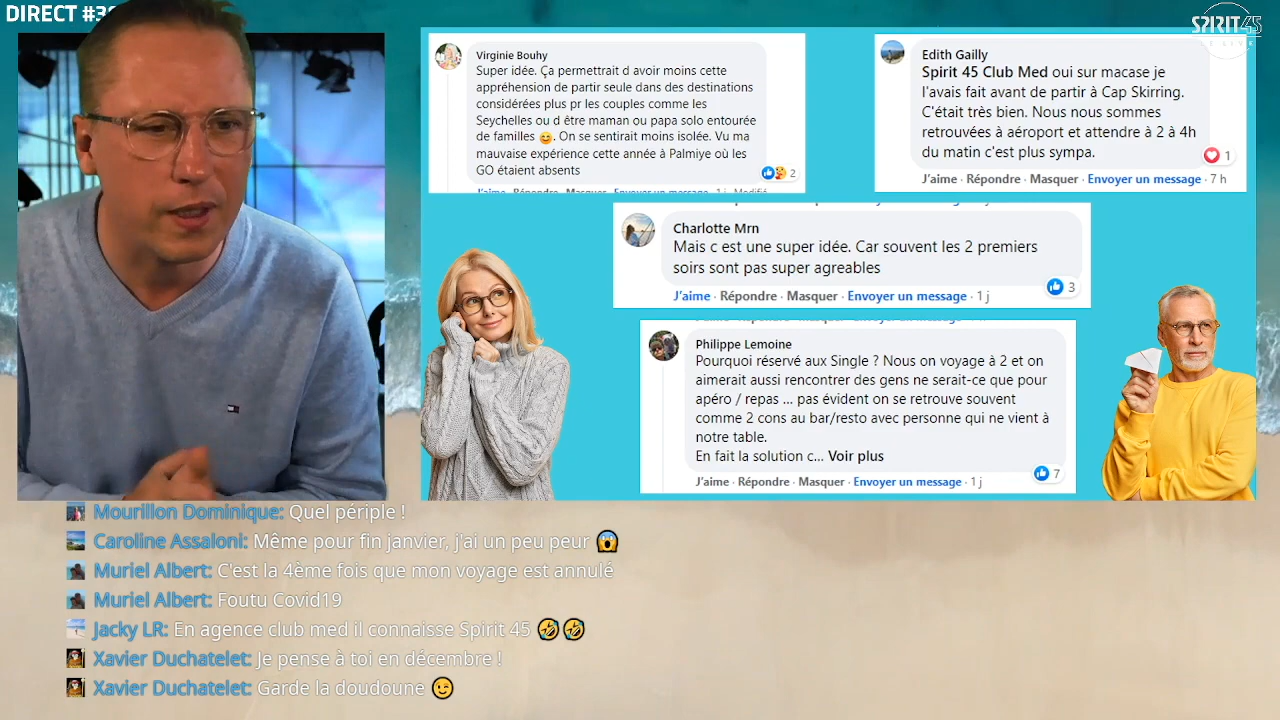 DIRECT #3
SPIRIT45
LE LIVE
Virginie Bouhy
Super idée. Ça permettrait d avoir moins cette
appréhension de partir seule dans des destinations
considérées plus pr les couples comme les
Seychelles ou d être maman ou papa solo entourée
de familles 😊. On se sentirait moins isolée. Vu ma
mauvaise expérience cette année à Palmiye où les
GO étaient absents
2
J'aime · Répondre · Masquer · Envoyer un message · 1 j · Modifié
Edith Gailly
Spirit 45 Club Med oui sur macase je
l'avais fait avant de partir à Cap Skirring.
C'était très bien. Nous nous sommes
retrouvées à aéroport et attendre à 2 à 4h
du matin c'est plus sympa.
1
J'aime · Répondre · Masquer · Envoyer un message · 7 h
Charlotte Mrn
Mais c est une super idée. Car souvent les 2 premiers
soirs sont pas super agreables
3
J'aime · Répondre · Masquer · Envoyer un message · 1 j
Philippe Lemoine
Pourquoi réservé aux Single ? Nous on voyage à 2 et on
aimerait aussi rencontrer des gens ne serait-ce que pour
apéro / repas ... pas évident on se retrouve souvent
comme 2 cons au bar/resto avec personne qui ne vient à
notre table.
En fait la solution c... Voir plus
7
J'aime · Répondre · Masquer · Envoyer un message · 1 j
Mourillon Dominique: Quel périple !
Caroline Assaloni: Même pour fin janvier, j'ai un peu peur 😱
Muriel Albert: C'est la 4ème fois que mon voyage est annulé
Muriel Albert: Foutu Covid19
Jacky LR: En agence club med il connaisse Spirit 45 🤣🤣
Xavier Duchatelet: Je pense à toi en décembre !
Xavier Duchatelet: Garde la doudoune 😉